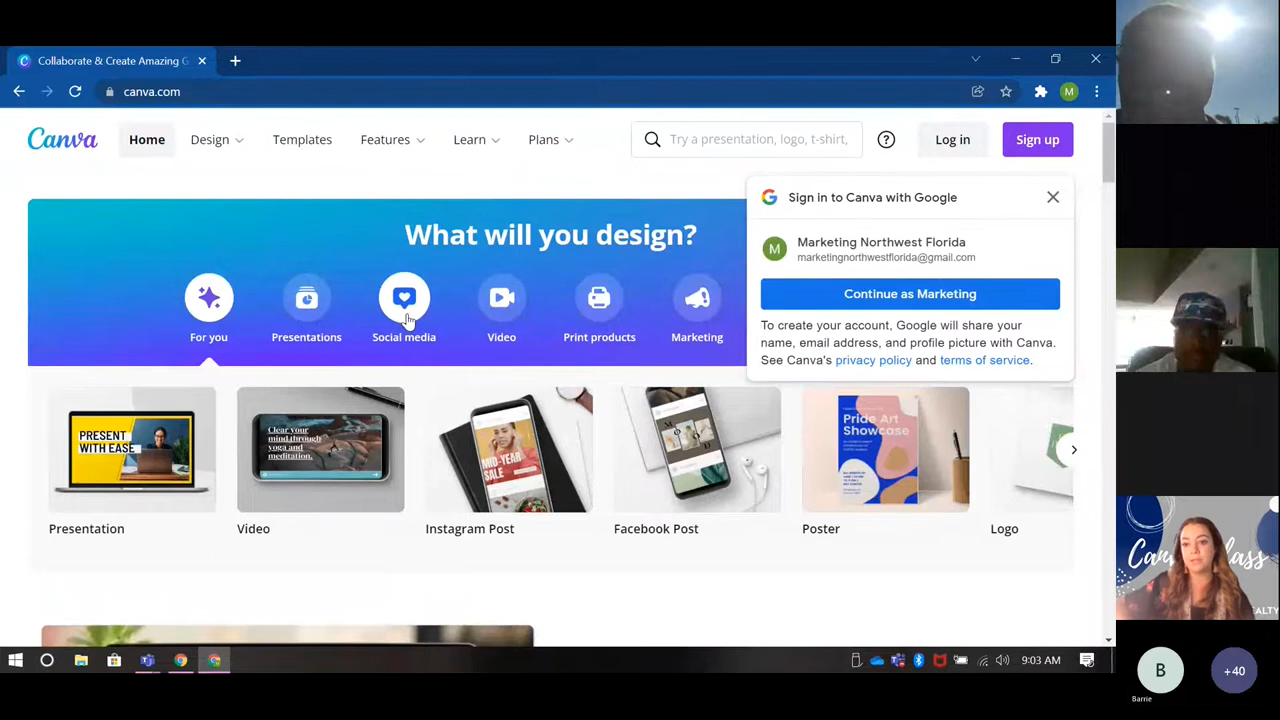 Collaborate & Create Amazing G
canva.com
M
Canva
Home
Design
Templates
Features
Learn
Plans
Try a presentation, logo, t-shirt,
Log in
Sign up
What will you design?
For you
Presentations
Social media
Video
Print products
Marketing
Sign in to Canva with Google
M
Marketing Northwest Florida
marketingnorthwestflorida@gmail.com
Continue as Marketing
To create your account, Google will share your
name, email address, and profile picture with Canva.
See Canva's privacy policy and terms of service.
PRESENT
WITH EASE
Clear your
mind through
yoga and
meditation.
MID-YEAR
SALE
Pride Art
Showcase
Presentation
Video
Instagram Post
Facebook Post
Poster
Logo
9:03 AM
B
Barrie
+40